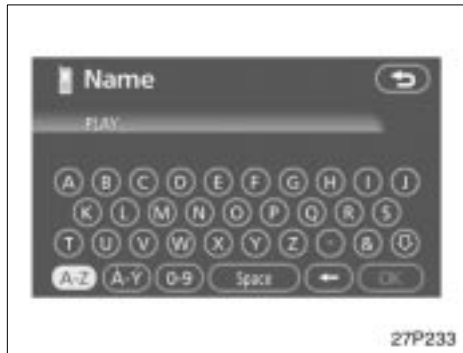 Name
PLAY
A B C D E F G H I J
K L M N O P Q R S
T U V W X Y Z - &
A-Z À-Ý 0-9 Space OK
27P233